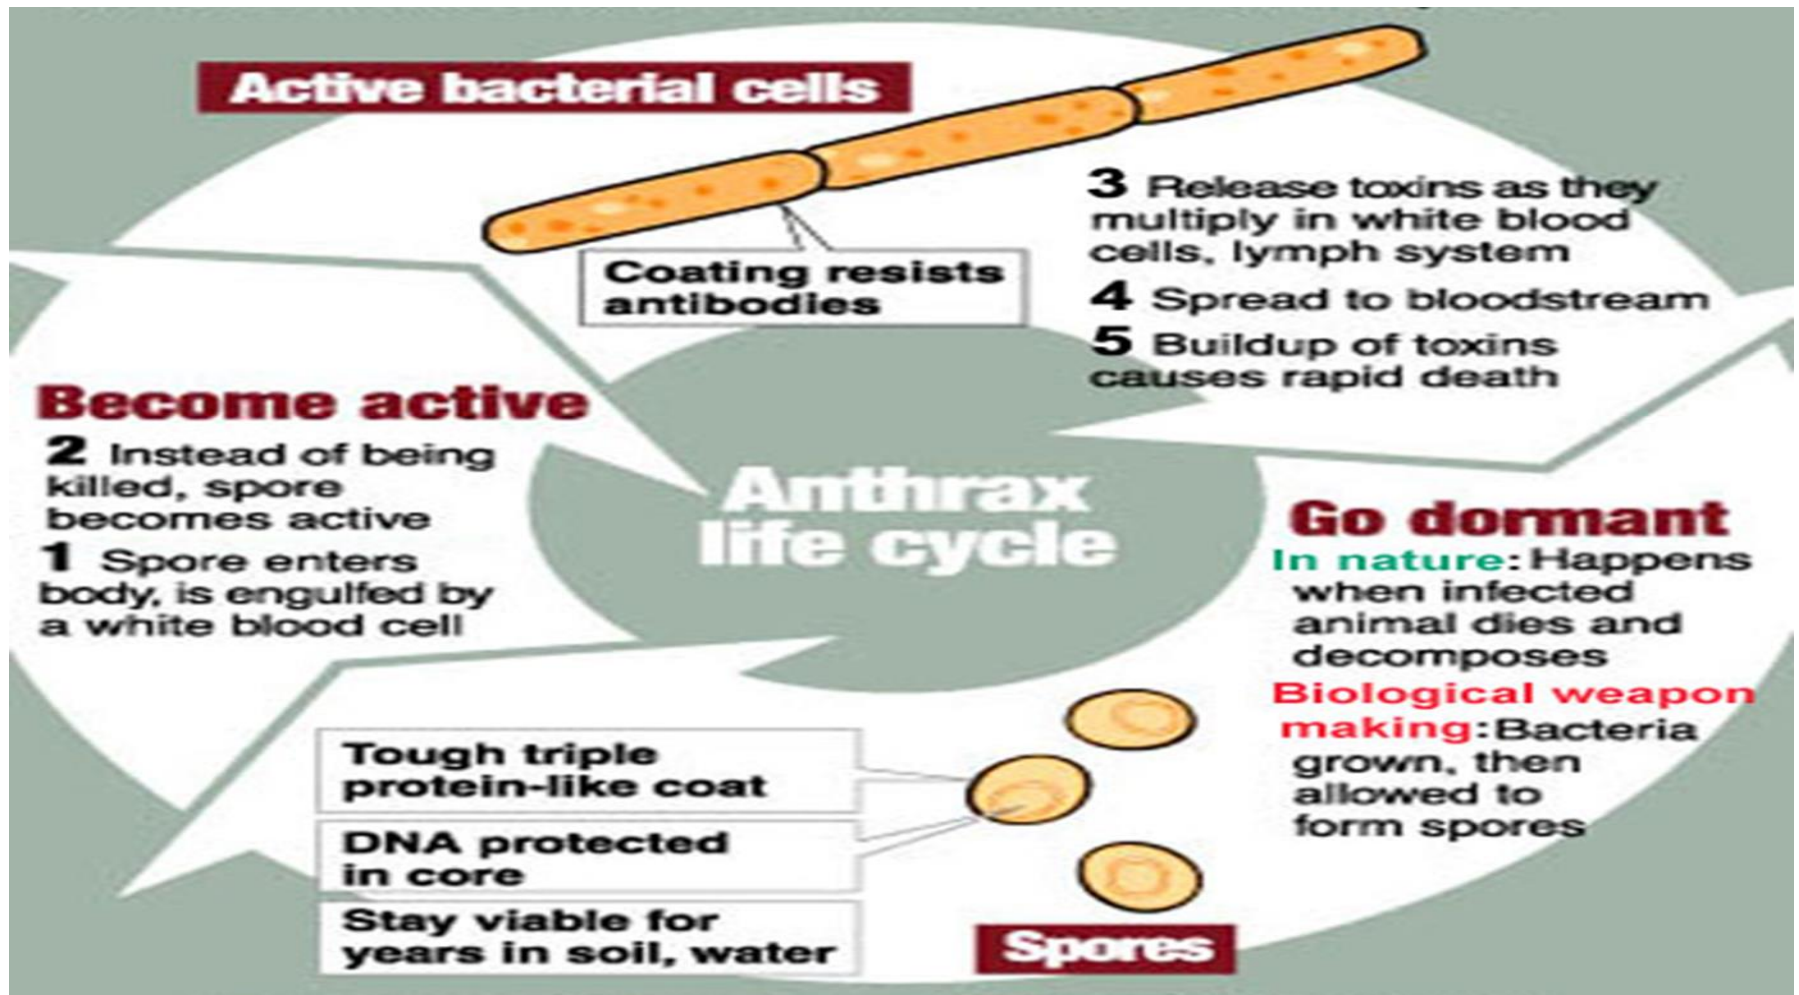 Active bacterial cells
Coating resists
antibodies
3 Release toxins as they
multiply in white blood
cells, lymph system
4 Spread to bloodstream
5 Buildup of toxins
causes rapid death
Become active
2 Instead of being
killed, spore
becomes active
1 Spore enters
body, is engulfed by
a white blood cell
Anthrax
life cycle
Go dormant
In nature: Happens
when infected
animal dies and
decomposes
Biological weapon
making: Bacteria
grown, then
allowed to
form spores
Tough triple
protein-like coat
DNA protected
in core
Stay viable for
years in soil, water
Spores